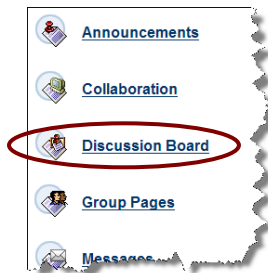 Announcements
Collaboration
Discussion Board
Group Pages
Messages